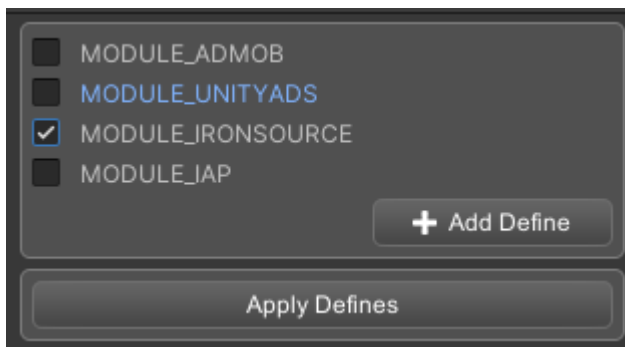 MODULE_ADMOB
MODULE_UNITYADS
MODULE_IRONSOURCE
MODULE_IAP
Add Define
Apply Defines